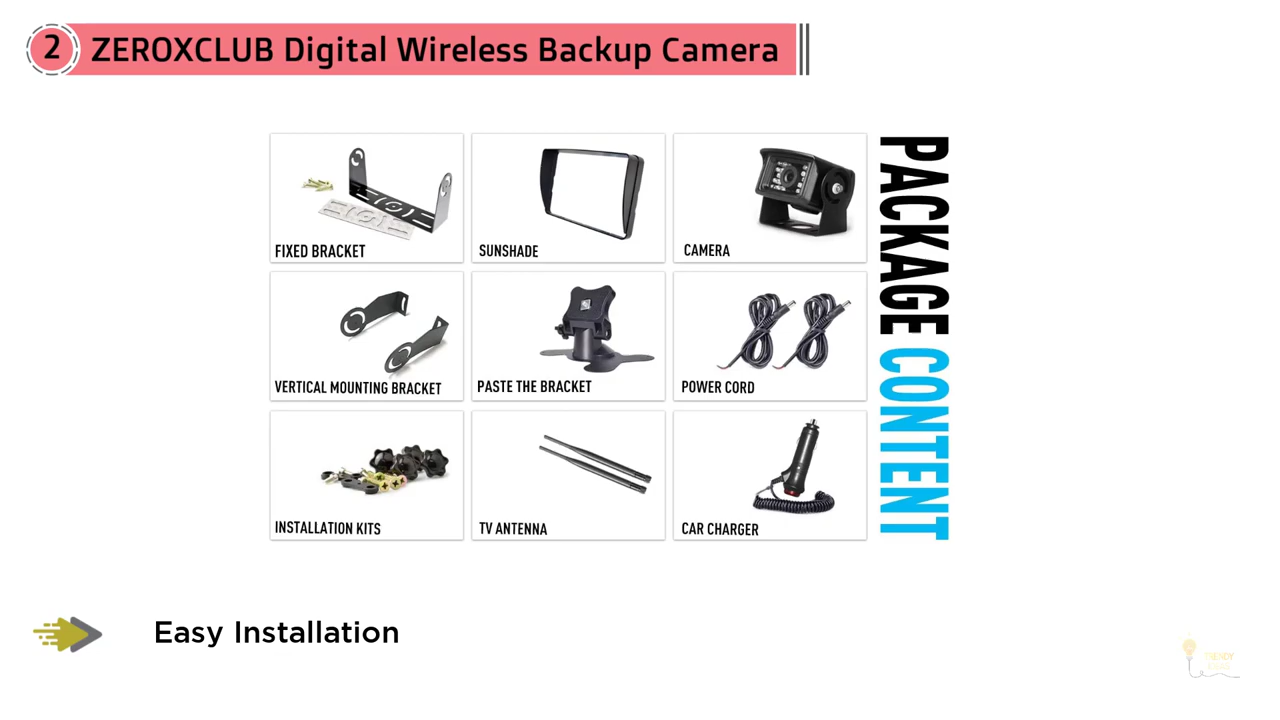 2 ZEROXCLUB Digital Wireless Backup Camera
FIXED BRACKET
SUNSHADE
CAMERA
VERTICAL MOUNTING BRACKET
PASTE THE BRACKET
POWER CORD
INSTALLATION KITS
TV ANTENNA
CAR CHARGER
PACKAGE CONTENT
Easy Installation
TRENDY